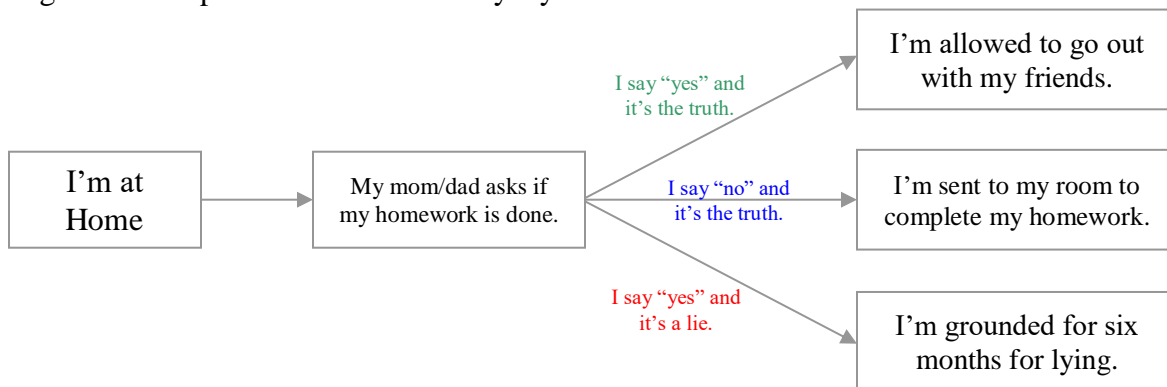 I'm allowed to go out
with my friends.
I say “yes” and
it's the truth.
I'm at
Home
My mom/dad asks if
my homework is done.
I say “no” and
it's the truth.
I'm sent to my room to
complete my homework.
I say “yes” and
it's a lie.
I'm grounded for six
months for lying.